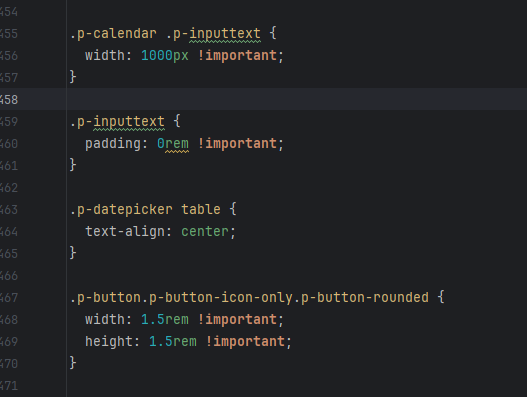 454
455 .p-calendar .p-inputtext {
456 width: 1000px !important;
457 }
458
459 .p-inputtext {
460 padding: 0rem !important;
461 }
462
463 .p-datepicker table {
464 text-align: center;
465 }
466
467 .p-button.p-button-icon-only.p-button-rounded {
468 width: 1.5rem !important;
469 height: 1.5rem !important;
470 }
471